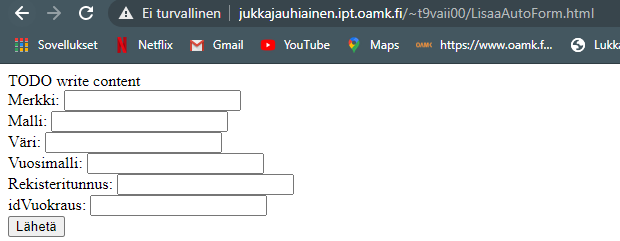 Ei turvallinen | jukkajauhiainen.ipt.oamk.fi/~t9vaii00/LisaaAutoForm.html
Sovellukset Netflix Gmail YouTube Maps OAMK https://www.oamk.f... Lukka
TODO write content
Merkki:
Malli:
Väri:
Vuosimalli:
Rekisteritunnus:
idVuokraus:
Lähetä